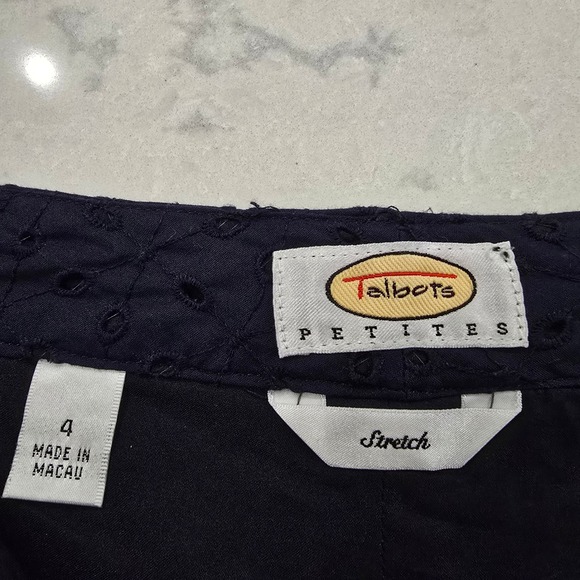 Talbots
PETITES
Stretch
4
MADE IN
MACAU